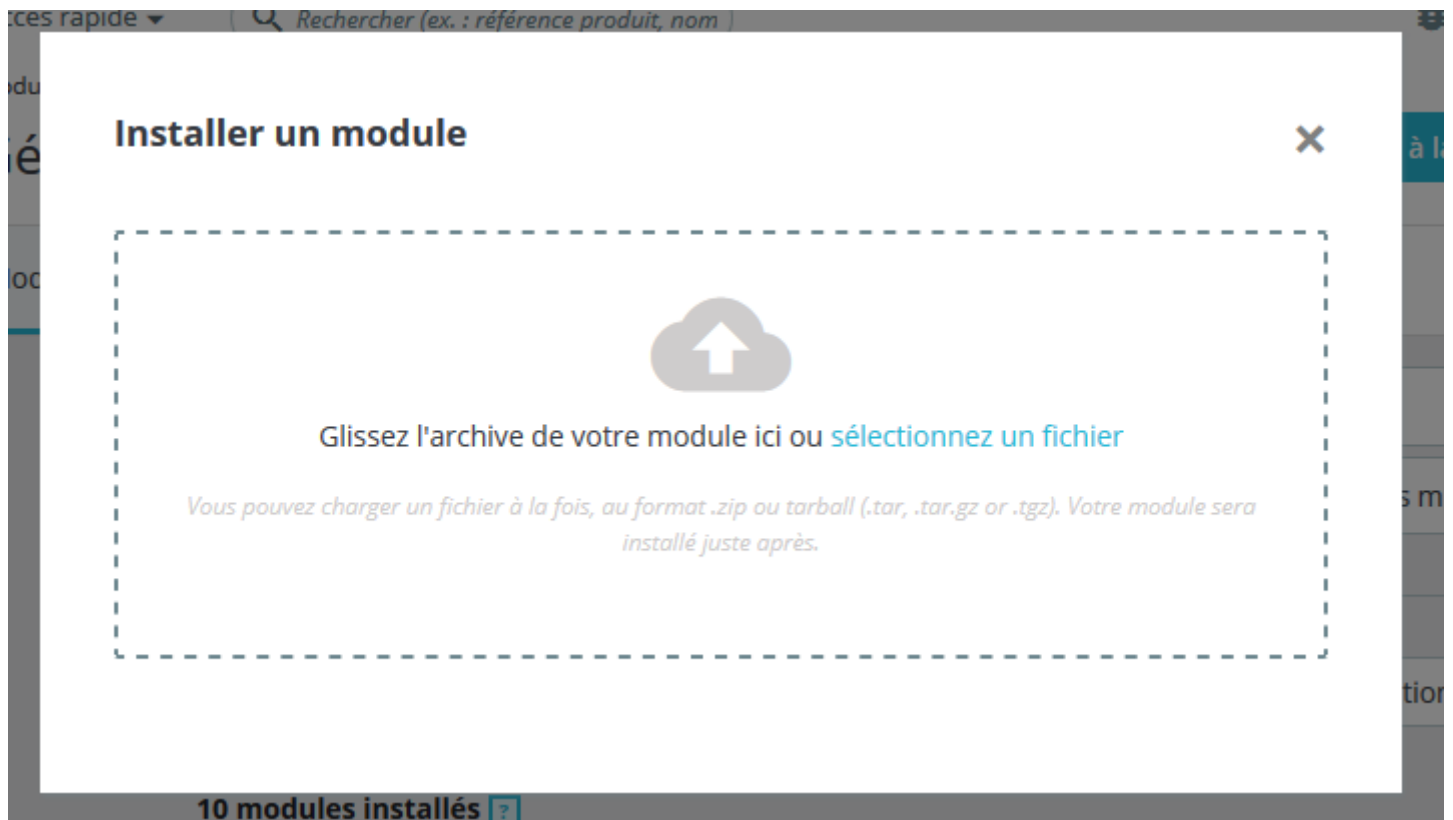 rapide
Rechercher (ex. : référence produit, nom
Installer un module
à
Glissez l'archive de votre module ici ou sélectionnez un fichier
Vous pouvez charger un fichier à la fois, au format .zip ou tarball (.tar, .tar.gz or .tgz). Votre module sera
installé juste après.
10 modules installés ?